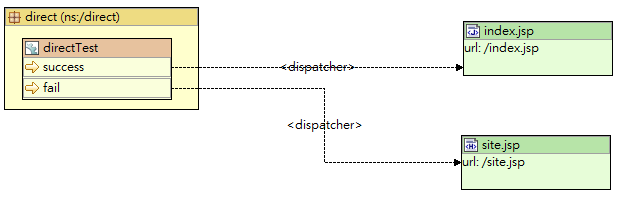 direct (ns:/direct)
directTest
success
fail
<dispatcher>
<dispatcher>
index.jsp
url: /index.jsp
site.jsp
url: /site.jsp